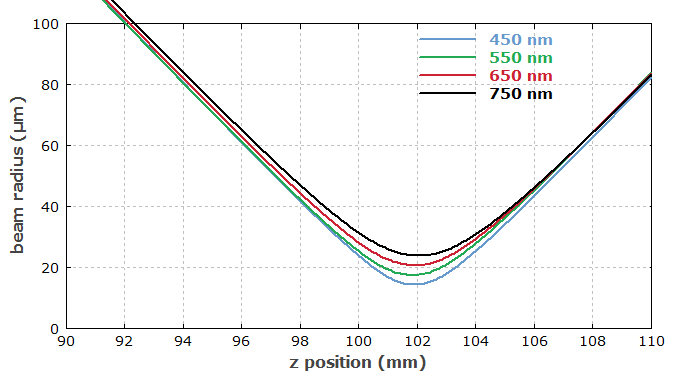 100
80
60
40
20
0
beam radius (µm)
450 nm
550 nm
650 nm
750 nm
90 92 94 96 98 100 102 104 106 108 110
z position (mm)